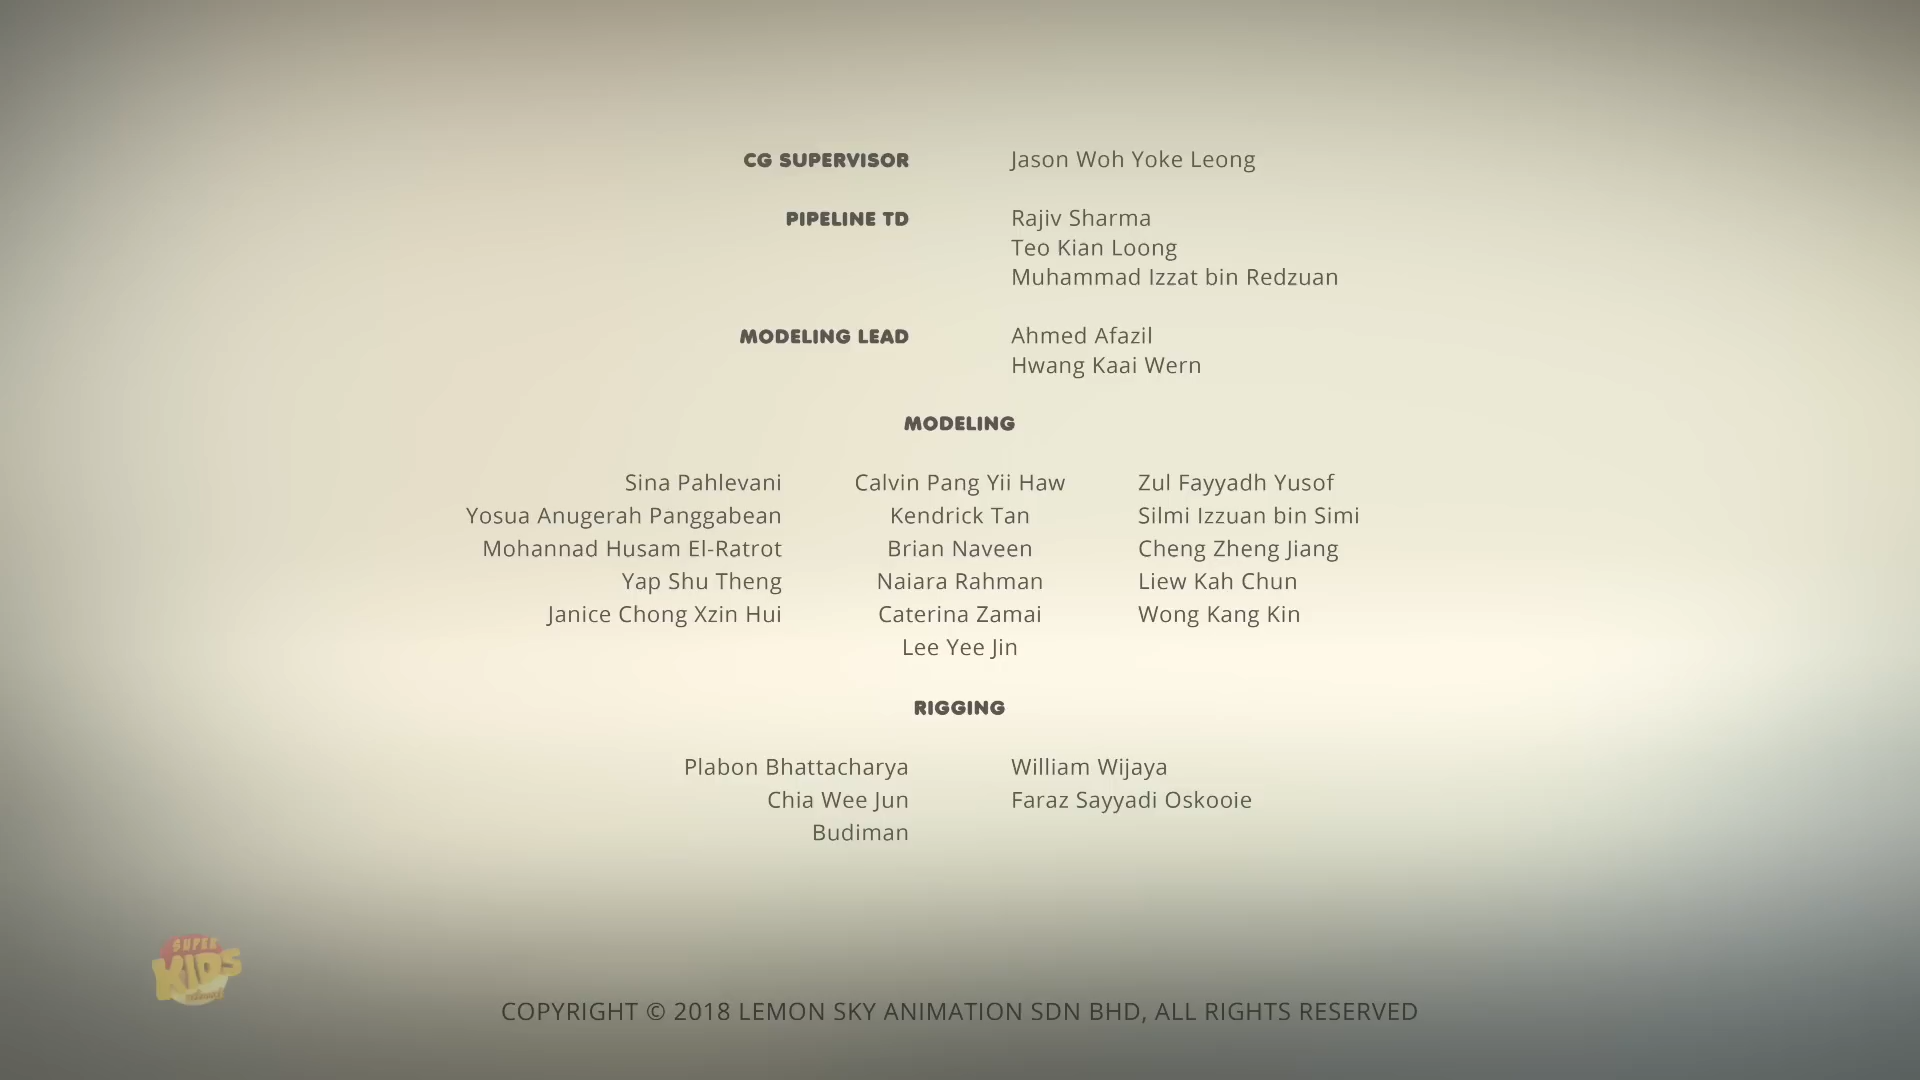 CG SUPERVISOR Jason Woh Yoke Leong
PIPELINE TD Rajiv Sharma
Teo Kian Loong
Muhammad Izzat bin Redzuan
MODELING LEAD Ahmed Afazil
Hwang Kaai Wern
MODELING
Sina Pahlevani Calvin Pang Yii Haw Zul Fayyadh Yusof
Yosua Anugerah Panggabean Kendrick Tan Silmi Izzuan bin Simi
Mohannad Husam El-Ratrot Brian Naveen Cheng Zheng Jiang
Yap Shu Theng Naiara Rahman Liew Kah Chun
Janice Chong Xzin Hui Caterina Zamai Wong Kang Kin
Lee Yee Jin
RIGGING
Plabon Bhattacharya William Wijaya
Chia Wee Jun Faraz Sayyadi Oskooie
Budiman
SUPER
KIDS
COPYRIGHT © 2018 LEMON SKY ANIMATION SDN BHD, ALL RIGHTS RESERVED